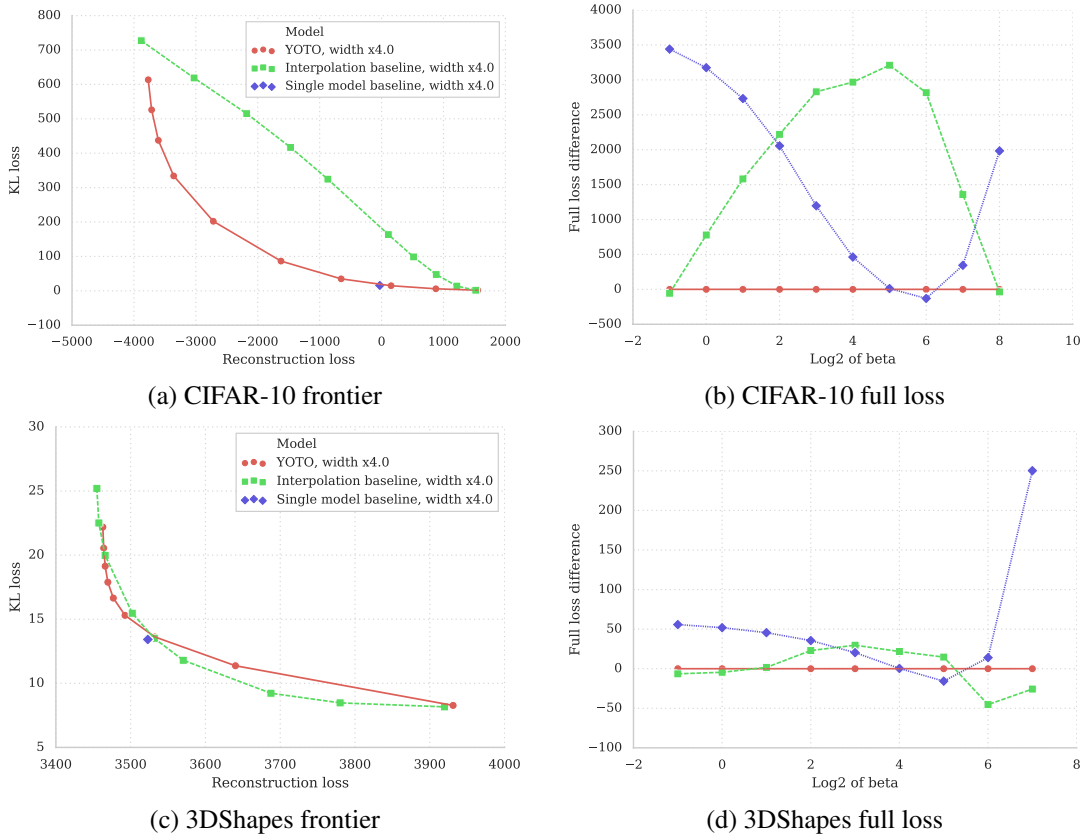 800
700
600
500
400
300
200
100
0
−100
KL loss
Model
YOTO, width x4.0
Interpolation baseline, width x4.0
Single model baseline, width x4.0
−5000 −4000 −3000 −2000 −1000 0 1000 2000
Reconstruction loss
(a) CIFAR-10 frontier
4000
3500
3000
2500
2000
1500
1000
500
0
−500
Full loss difference
−2 0 2 4 6 8 10
Log2 of beta
(b) CIFAR-10 full loss
30
25
20
15
10
5
KL loss
Model
YOTO, width x4.0
Interpolation baseline, width x4.0
Single model baseline, width x4.0
3400 3500 3600 3700 3800 3900 4000
Reconstruction loss
(c) 3DShapes frontier
300
250
200
150
100
50
0
−50
−100
Full loss difference
−2 0 2 4 6 8
Log2 of beta
(d) 3DShapes full loss